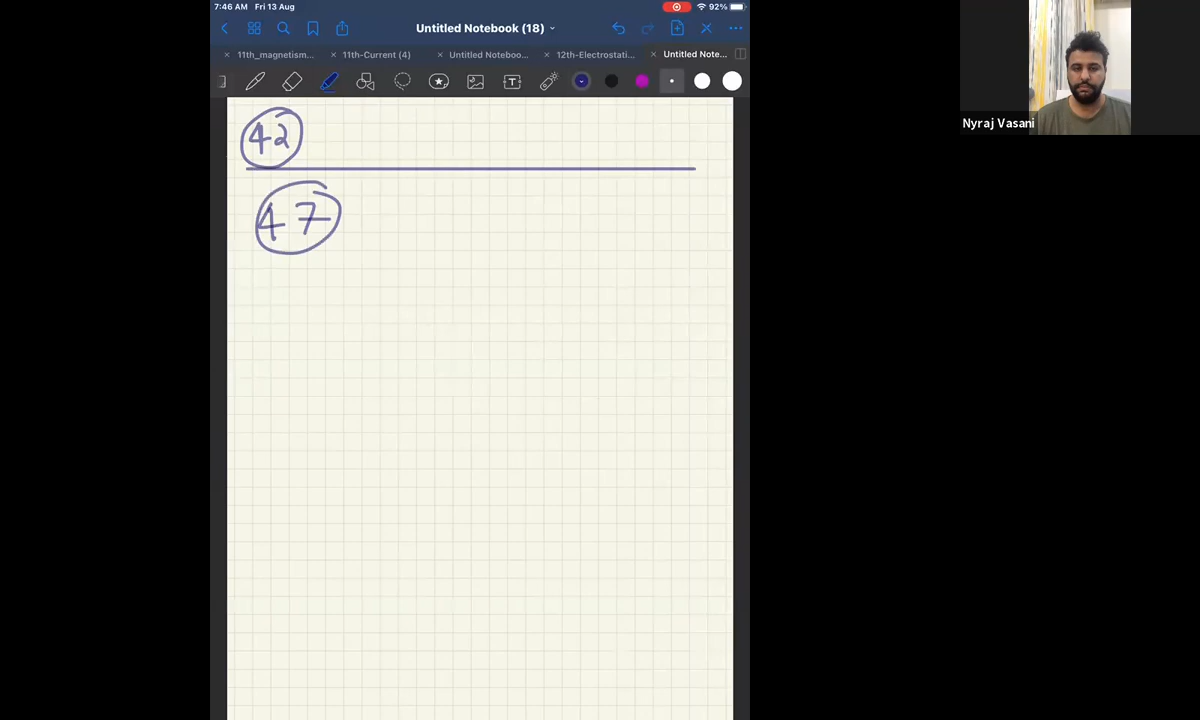 7:46 AM Fri 13 Aug
92%
Untitled Notebook (18)
11th_magnetism...
11th-Current (4)
Untitled Noteboo...
12th-Electrostati...
Untitled Note...
42
47
Nyraj Vasani